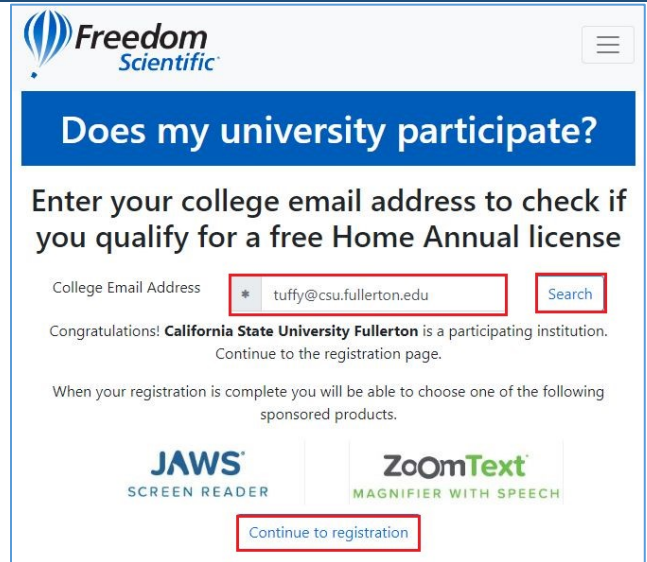 Freedom
Scientific
Does my university participate?
Enter your college email address to check if
you qualify for a free Home Annual license
College Email Address * tuffy@csu.fullerton.edu Search
Congratulations! California State University Fullerton is a participating institution.
Continue to the registration page.
When your registration is complete you will be able to choose one of the following
sponsored products.
JAWS ZoomText
SCREEN READER MAGNIFIER WITH SPEECH
Continue to registration